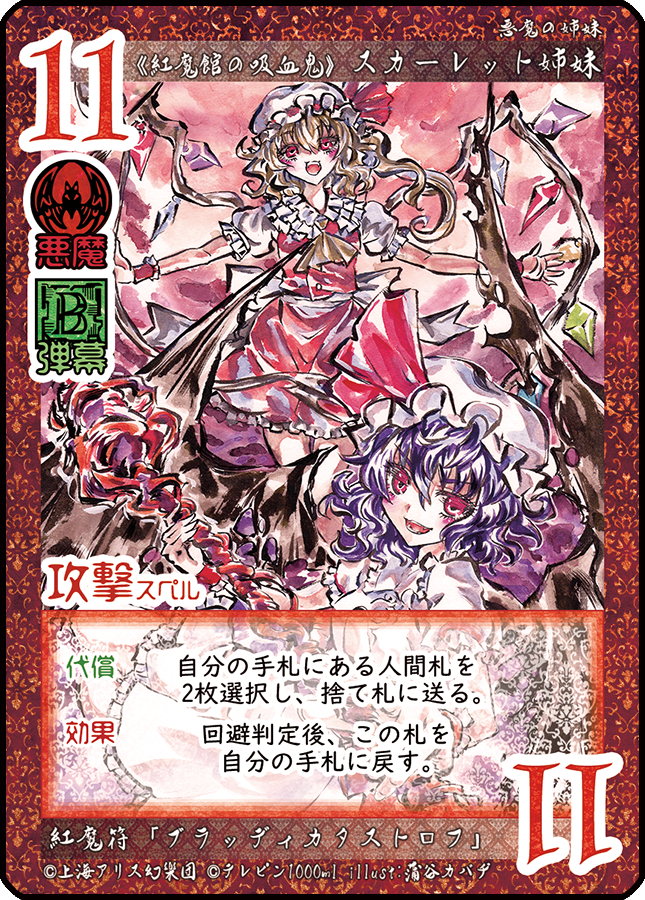 悪魔の姉妹
11
《紅魔館の吸血鬼》 スカーレット姉妹
悪魔
B
弾幕
攻撃スペル
代償
自分の手札にある人間札を
2枚選択し、捨て札に送る。
効果
回避判定後、この札を
自分の手札に戻す。
11
紅魔符「ブラッディカタストロフ」
©上海アリス幻樂団 ©テレピン1000ml illust:蒲谷カバヂ